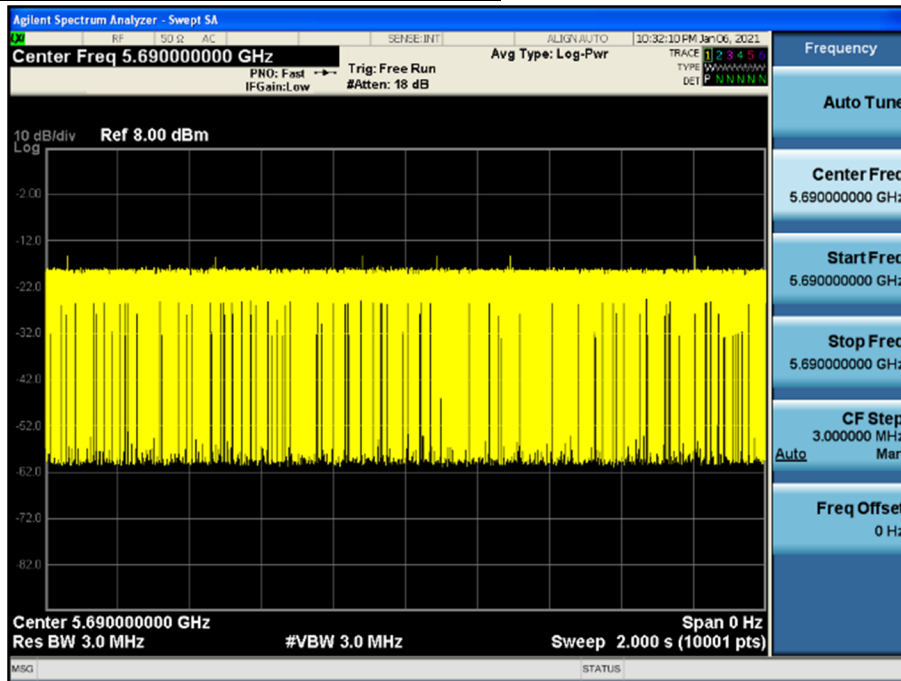 Agilent Spectrum Analyzer - Swept SA
LXI RF 50 Ω AC SENSE:INT ALIGN AUTO 10:32:10 PM Jan 06, 2021
Center Freq 5.690000000 GHz
Avg Type: Log-Pwr
TRACE 1 2 3 4 5 6
PNO: Fast
Trig: Free Run
TYPE
IFGain:Low
#Atten: 18 dB
DET P N N N N N
10 dB/div Ref 8.00 dBm
Log
-2.00
-12.0
-22.0
-32.0
-42.0
-52.0
-62.0
-72.0
-82.0
Center 5.690000000 GHz Span 0 Hz
Res BW 3.0 MHz #VBW 3.0 MHz Sweep 2.000 s (10001 pts)
MSG STATUS
Frequency
Auto Tune
Center Freq
5.690000000 GHz
Start Freq
5.690000000 GHz
Stop Freq
5.690000000 GHz
CF Step
3.000000 MHz
Auto Man
Freq Offset
0 Hz